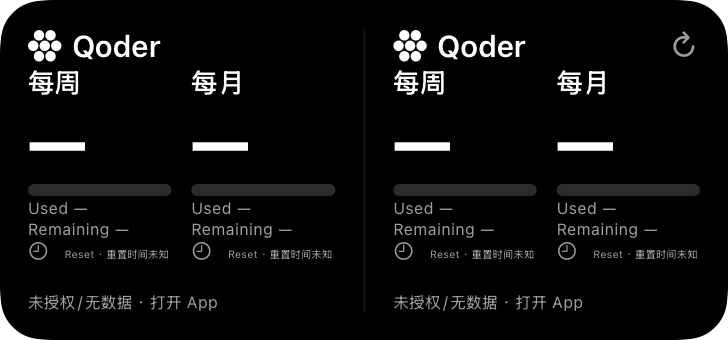 Qoder
每周 每月
— —
Used — Used —
Remaining — Remaining —
Reset · 重置时间未知 Reset · 重置时间未知
未授权/无数据 · 打开 App
Qoder
每周 每月
— —
Used — Used —
Remaining — Remaining —
Reset · 重置时间未知 Reset · 重置时间未知
未授权/无数据 · 打开 App